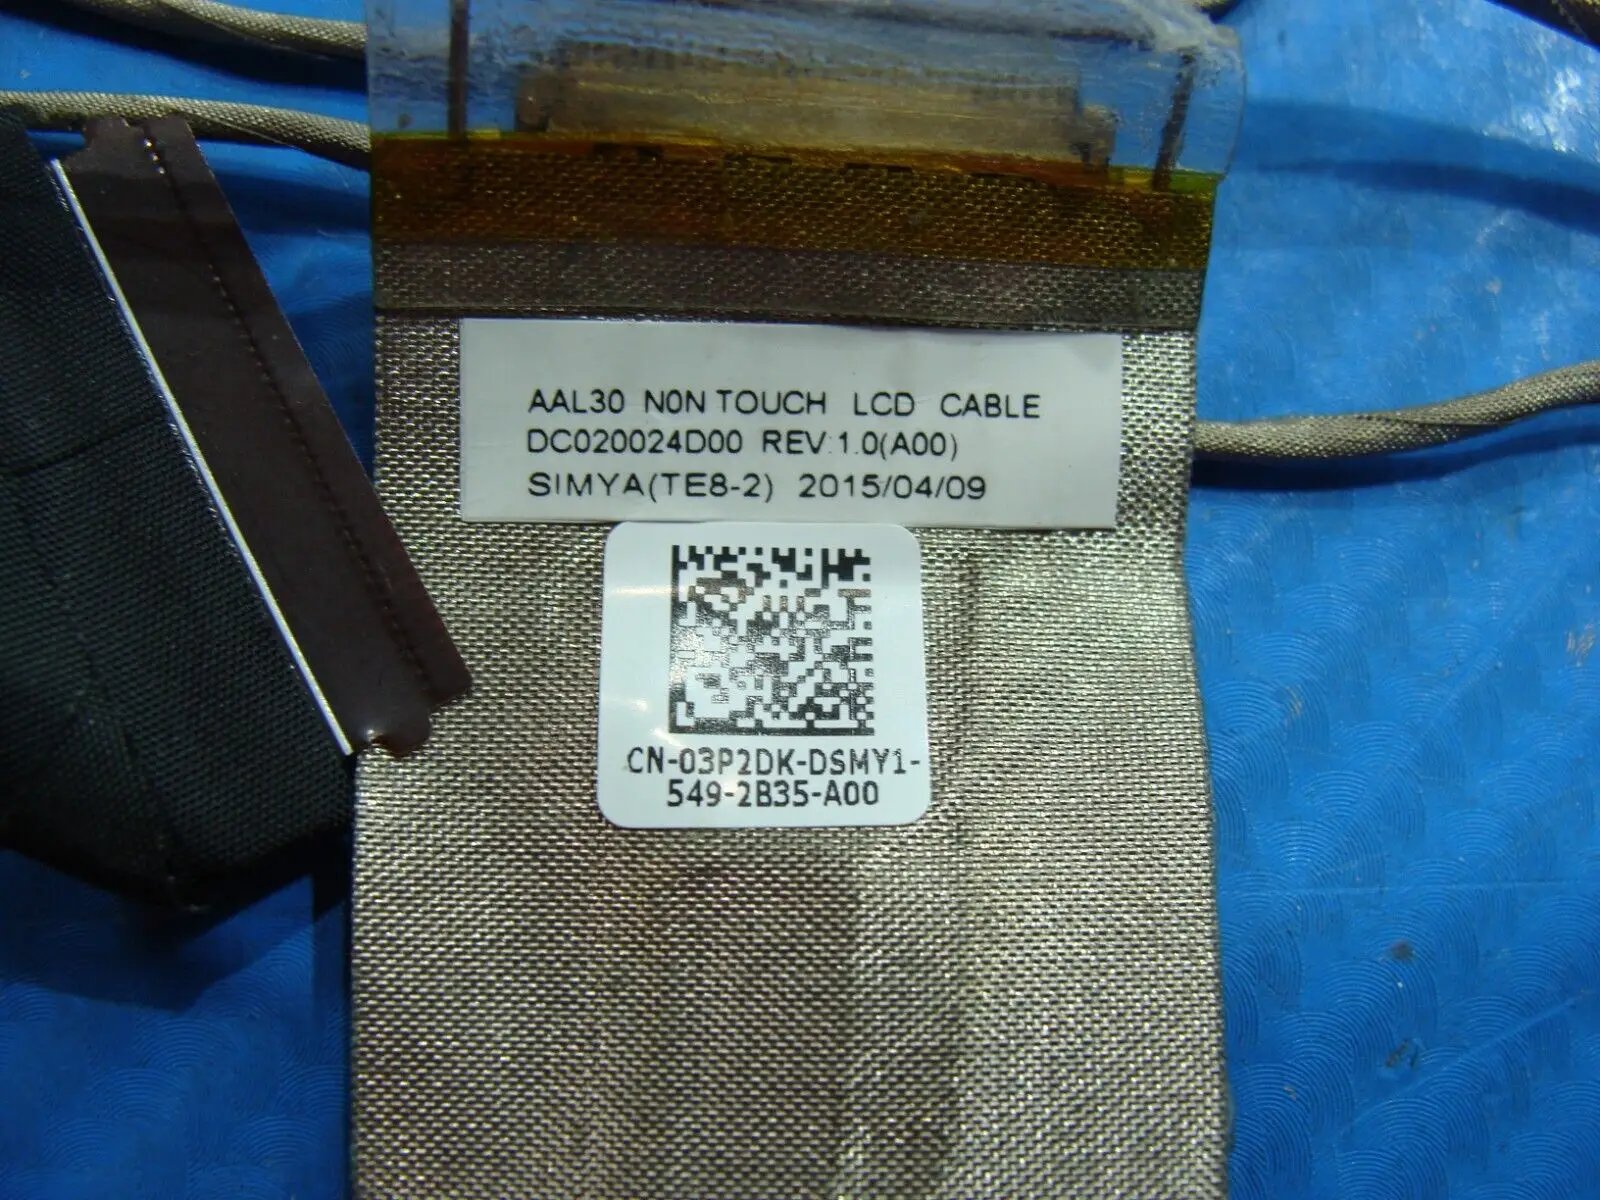 AAL30 N0N TOUCH LCD CABLE
DC020024D00 REV:1.0(A00)
SIMYA(TE8-2) 2015/04/09
CN-03P2DK-DSMY1-
549-2B35-A00